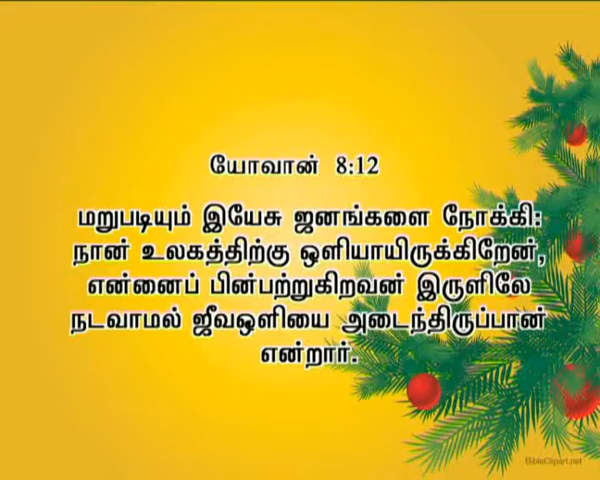 யோவான் 8:12
மறுபடியும் இயேசு ஜனங்களை நோக்கி:
நான் உலகத்திற்கு ஒளியாயிருக்கிறேன்,
என்னைப் பின்பற்றுகிறவன் இருளிலே
நடவாமல் ஜீவஒளியை அடைந்திருப்பான்
என்றார்.
BibleClipart.net